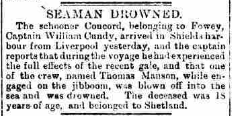 SEAMAN DROWNED.
The schooner Concord, belonging to Fowey,
Captain William Cundy, arrived in Shields har-
bour from Liverpool yesterday, and the captain
reports that during the voyage he had experienced
the full effects of the recent gale, and that one
of the crew, named Thomas Manson, while en-
gaged on the jibboom, was blown off into the
sea and was drowned. The deceased was 18
years of age, and belonged to Shetland.